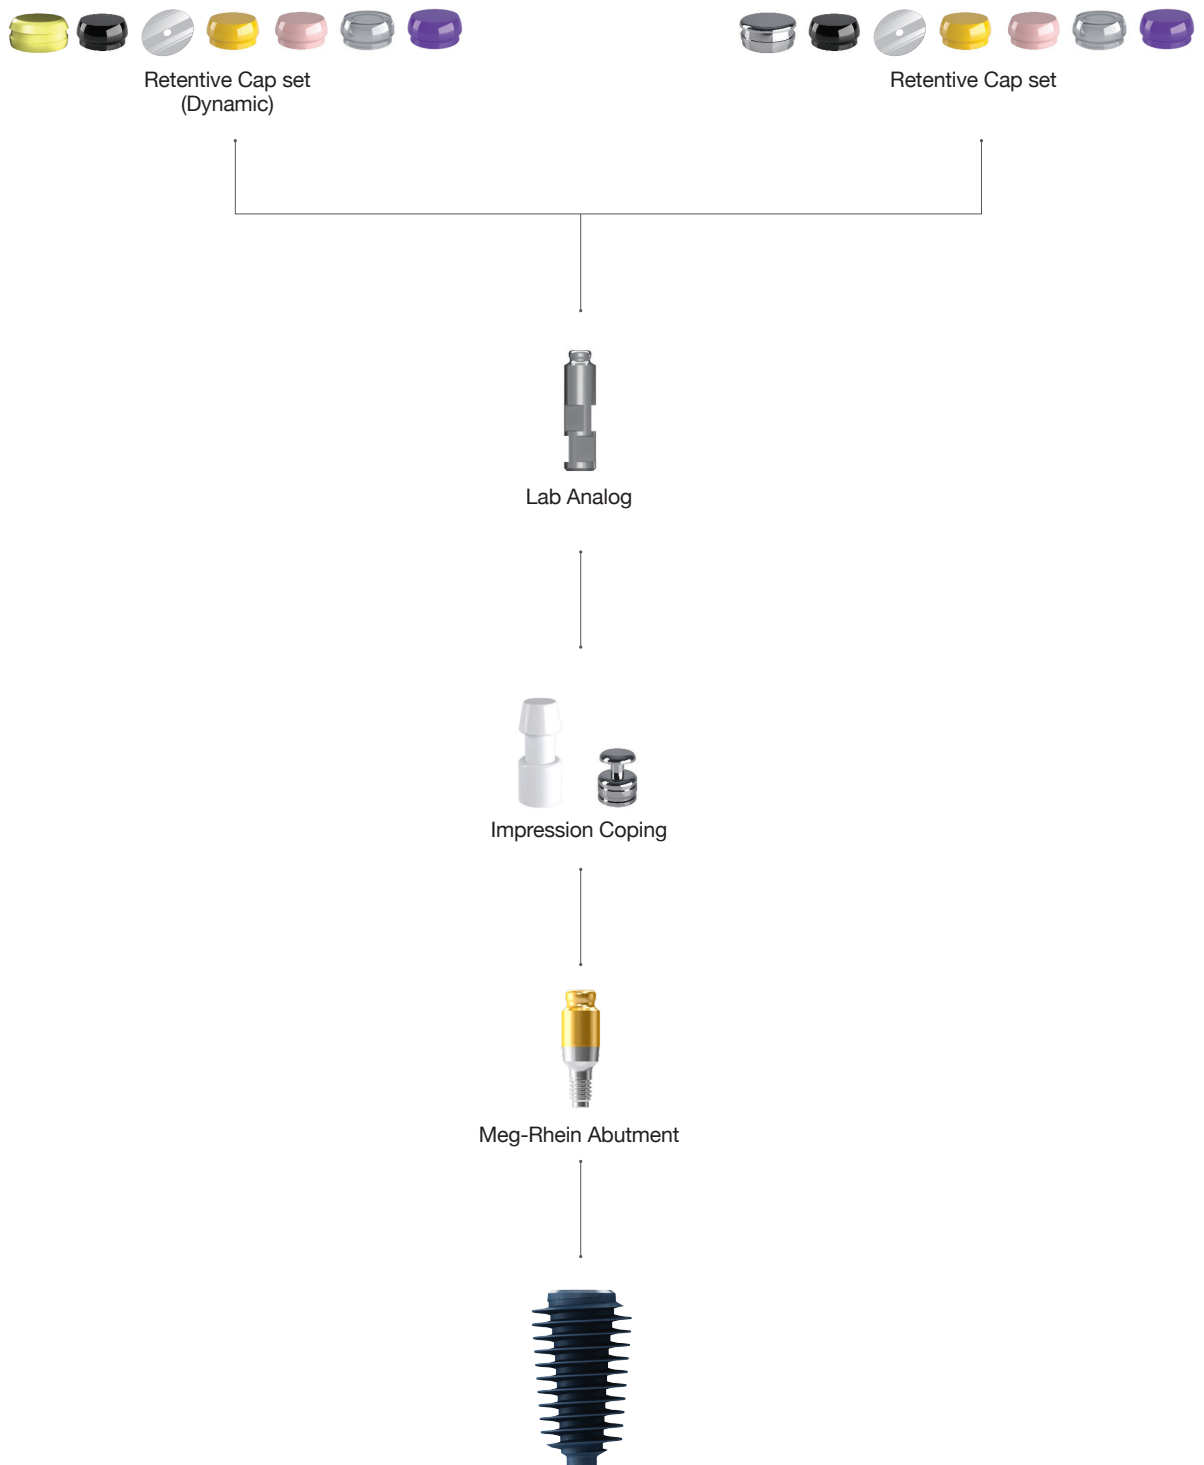 Retentive Cap set
(Dynamic)
Retentive Cap set
Lab Analog
Impression Coping
Meg-Rhein Abutment